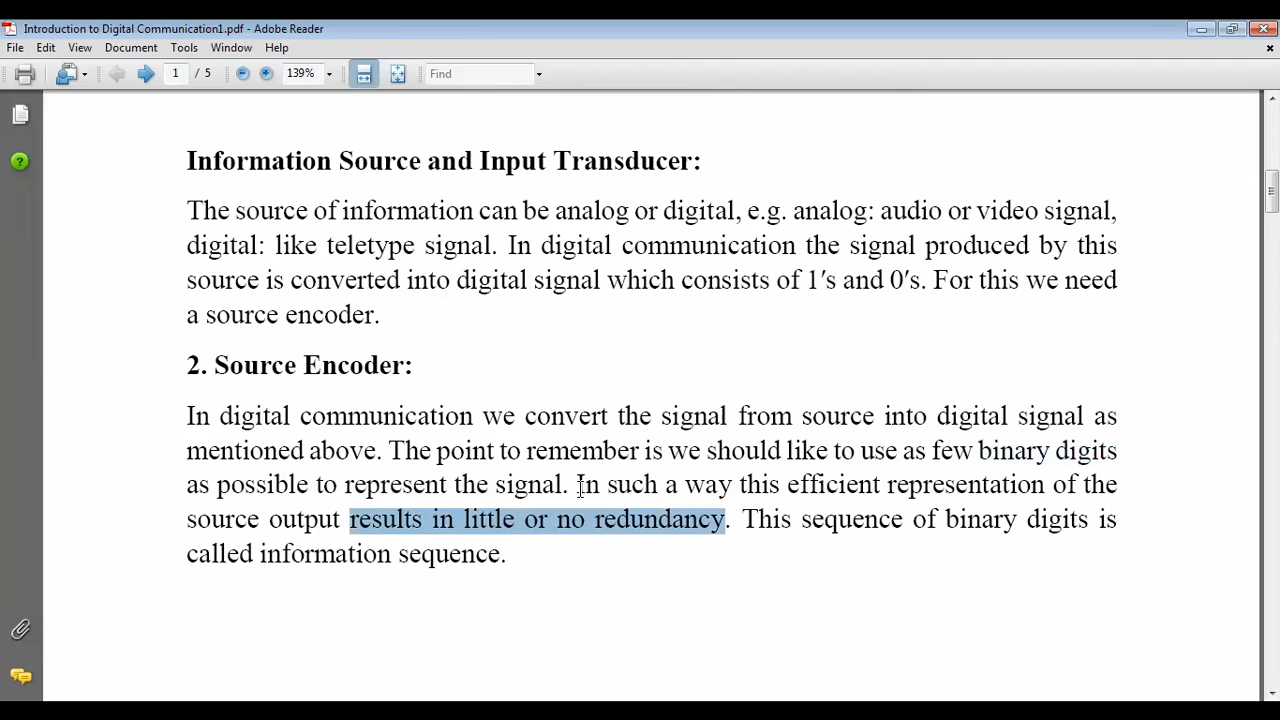 Introduction to Digital Communication1.pdf - Adobe Reader
File Edit View Document Tools Window Help
1 / 5 139% Find
Information Source and Input Transducer:
The source of information can be analog or digital, e.g. analog: audio or video signal,
digital: like teletype signal. In digital communication the signal produced by this
source is converted into digital signal which consists of 1′s and 0′s. For this we need
a source encoder.
2. Source Encoder:
In digital communication we convert the signal from source into digital signal as
mentioned above. The point to remember is we should like to use as few binary digits
as possible to represent the signal. In such a way this efficient representation of the
source output results in little or no redundancy. This sequence of binary digits is
called information sequence.